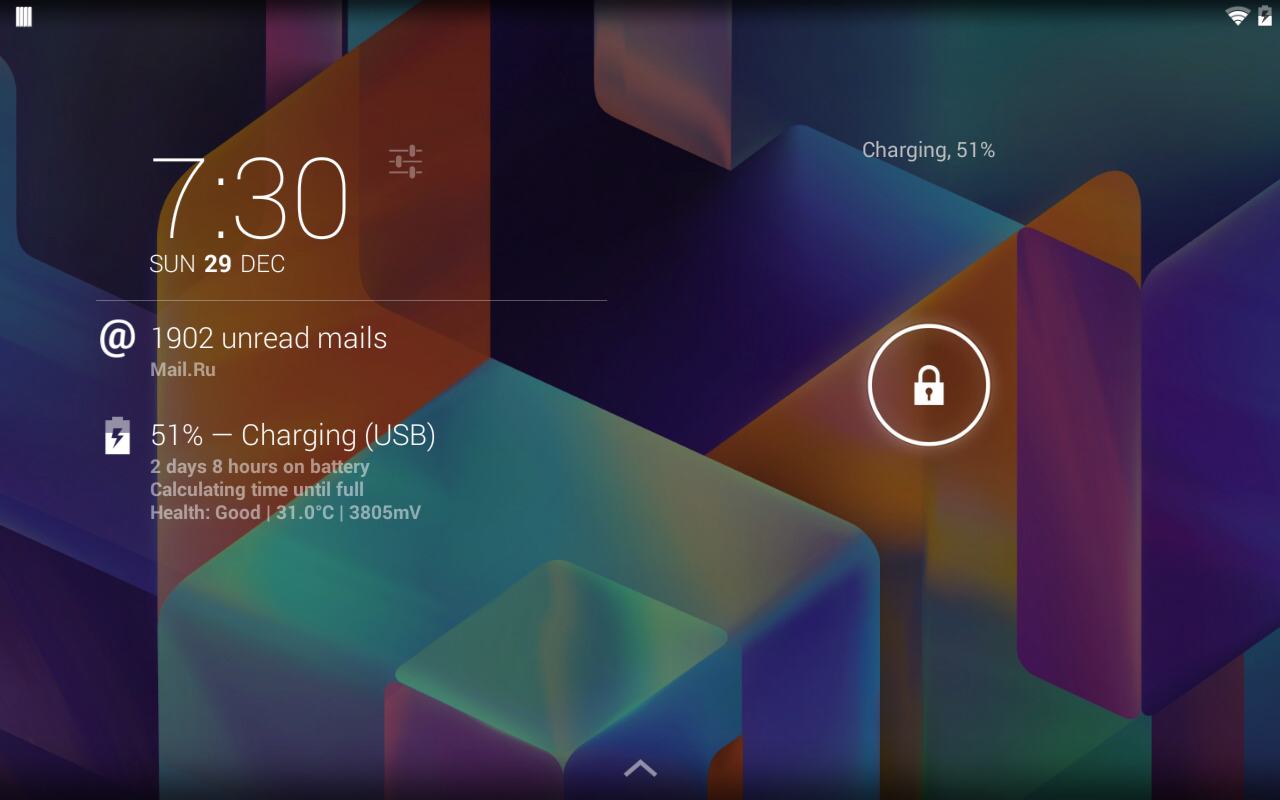 7:30
SUN 29 DEC
1902 unread mails
Mail.Ru
51% — Charging (USB)
2 days 8 hours on battery
Calculating time until full
Health: Good | 31.0°C | 3805mV
Charging, 51%